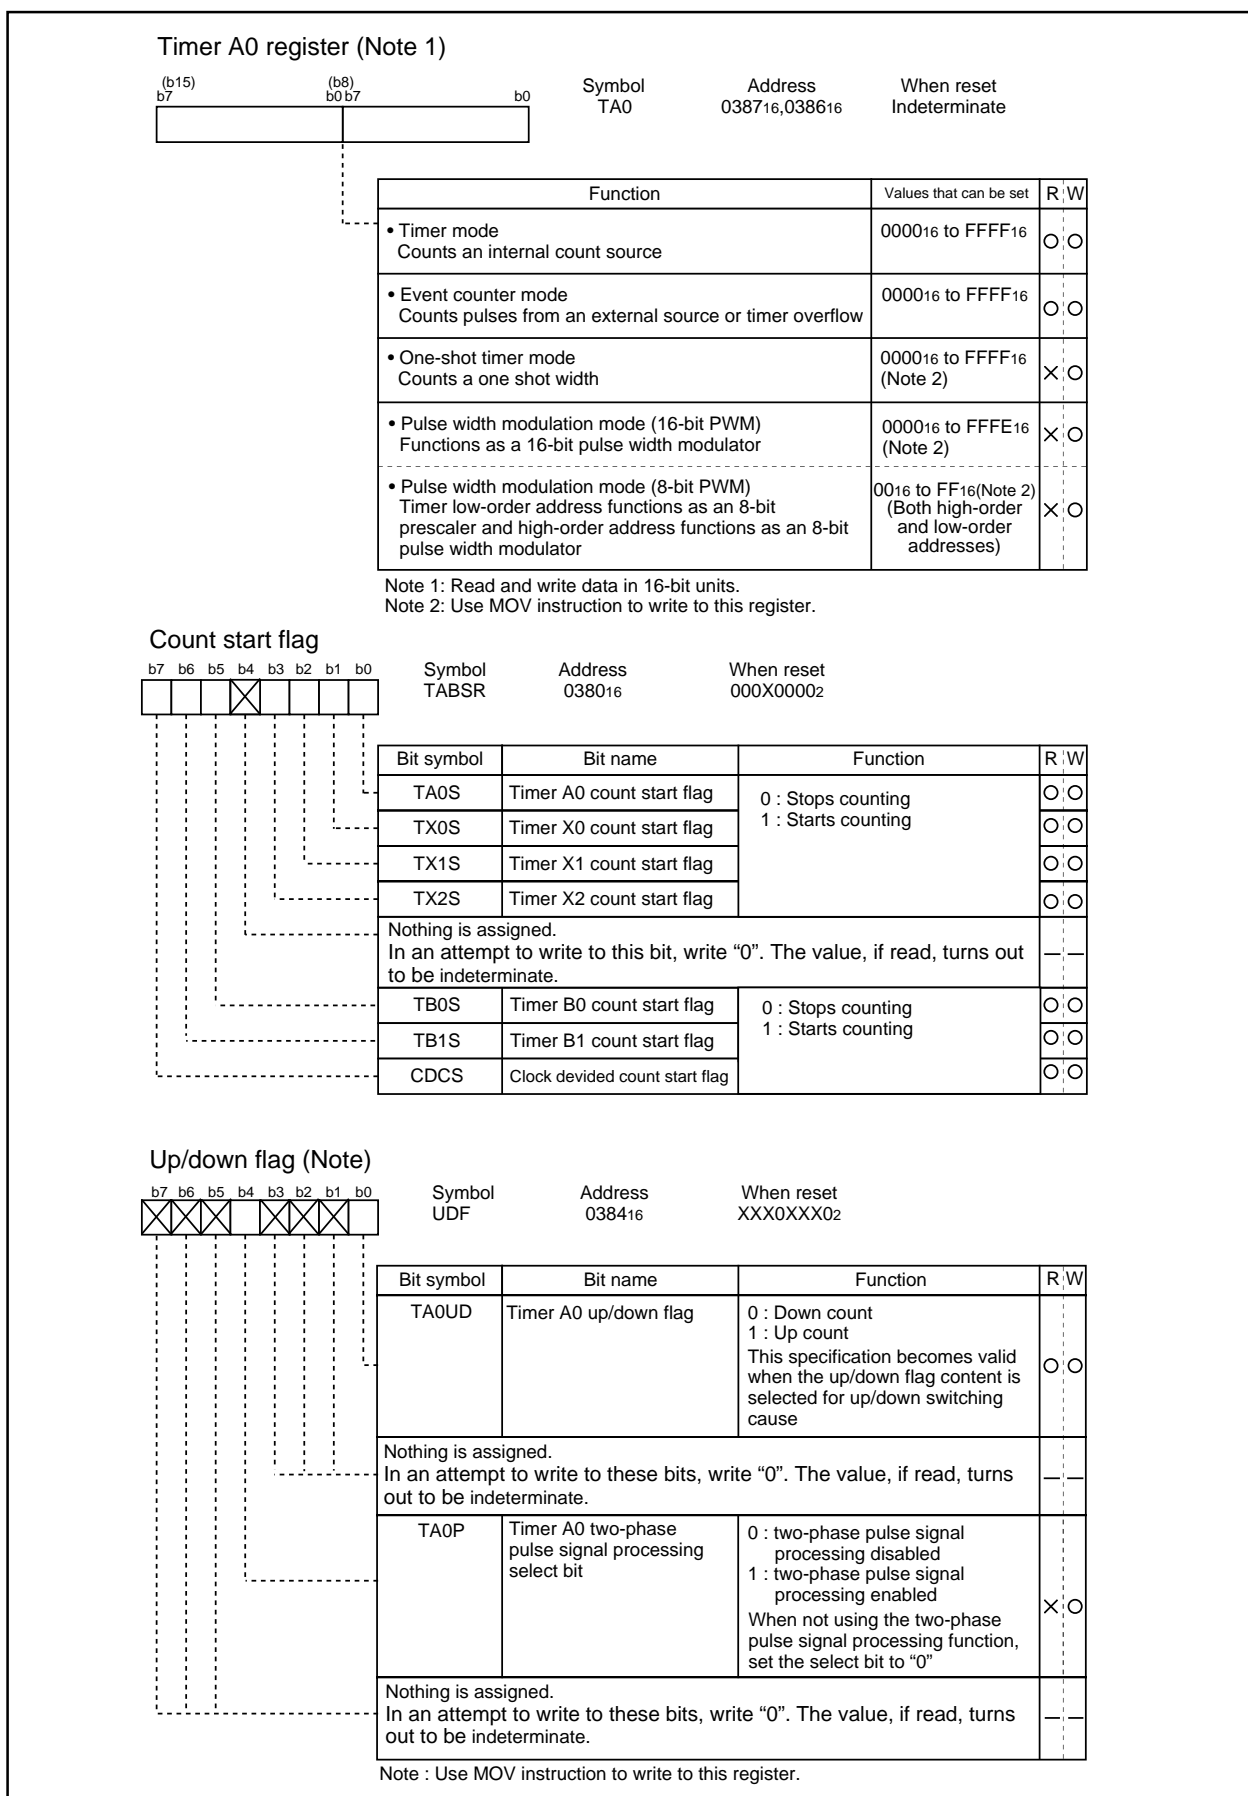 Timer A0 register (Note 1)
(b15) (b8)
b7 b0 b7 b0
Symbol Address When reset
TA0 038716,038616 Indeterminate
Function Values that can be set R W
• Timer mode 000016 to FFFF16
Counts an internal count source
• Event counter mode 000016 to FFFF16
Counts pulses from an external source or timer overflow
• One-shot timer mode 000016 to FFFF16
Counts a one shot width (Note 2)
• Pulse width modulation mode (16-bit PWM) 000016 to FFFE16
Functions as a 16-bit pulse width modulator (Note 2)
• Pulse width modulation mode (8-bit PWM) 0016 to FF16(Note 2)
Timer low-order address functions as an 8-bit (Both high-order
prescaler and high-order address functions as an 8-bit and low-order
pulse width modulator addresses)
Note 1: Read and write data in 16-bit units.
Note 2: Use MOV instruction to write to this register.
Count start flag
b7 b6 b5 b4 b3 b2 b1 b0
Symbol Address When reset
TABSR 038016 000X00002
Bit symbol Bit name Function R W
TA0S Timer A0 count start flag 0 : Stops counting
TX0S Timer X0 count start flag 1 : Starts counting
TX1S Timer X1 count start flag
TX2S Timer X2 count start flag
Nothing is assigned.
In an attempt to write to this bit, write “0”. The value, if read, turns out
to be indeterminate.
TB0S Timer B0 count start flag 0 : Stops counting
TB1S Timer B1 count start flag 1 : Starts counting
CDCS Clock devided count start flag
Up/down flag (Note)
b7 b6 b5 b4 b3 b2 b1 b0
Symbol Address When reset
UDF 038416 XXX0XXX02
Bit symbol Bit name Function R W
TA0UD Timer A0 up/down flag 0 : Down count
1 : Up count
This specification becomes valid
when the up/down flag content is
selected for up/down switching
cause
Nothing is assigned.
In an attempt to write to these bits, write “0”. The value, if read, turns
out to be indeterminate.
TA0P Timer A0 two-phase 0 : two-phase pulse signal
pulse signal processing processing disabled
select bit 1 : two-phase pulse signal
processing enabled
When not using the two-phase
pulse signal processing function,
set the select bit to “0”
Nothing is assigned.
In an attempt to write to these bits, write “0”. The value, if read, turns
out to be indeterminate.
Note : Use MOV instruction to write to this register.